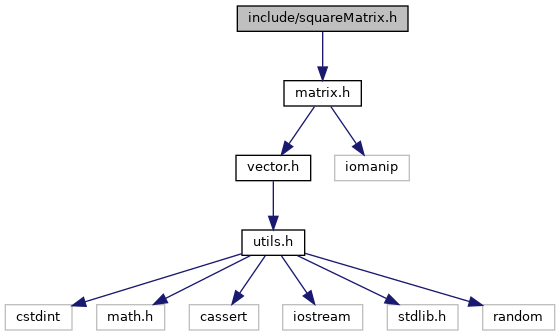 include/squareMatrix.h
matrix.h
vector.h
iomanip
utils.h
cstdint
math.h
cassert
iostream
stdlib.h
random